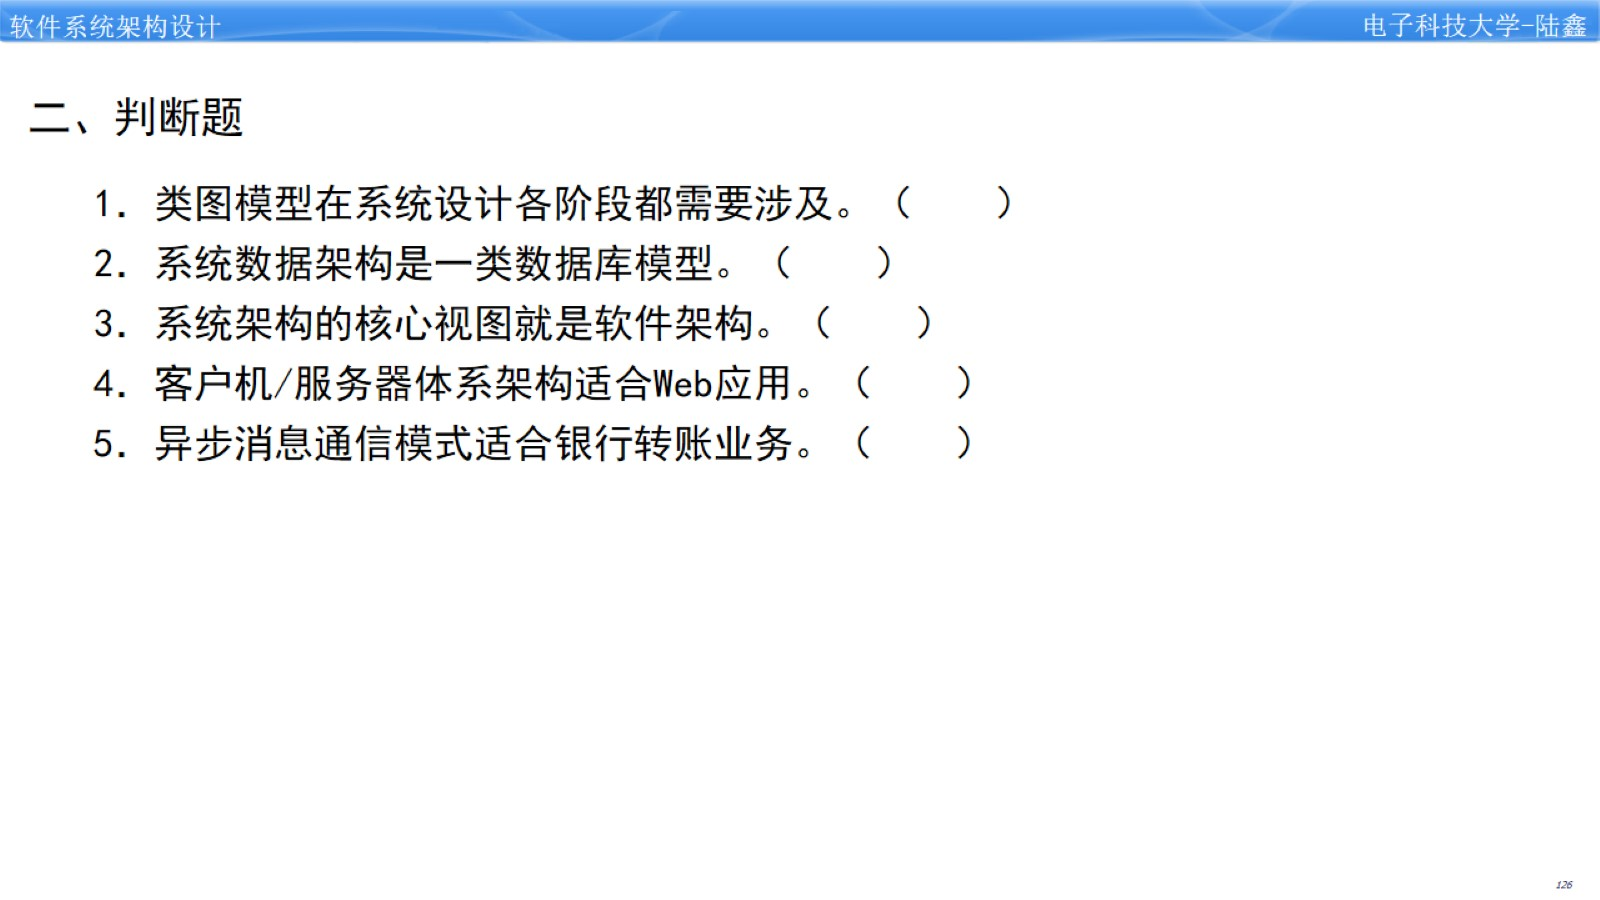 软件系统架构设计
电子科技大学-陆鑫
二、判断题
1. 类图模型在系统设计各阶段都需要涉及。（　　）
2. 系统数据架构是一类数据库模型。（　　）
3. 系统架构的核心视图就是软件架构。（　　）
4. 客户机/服务器体系架构适合Web应用。（　　）
5. 异步消息通信模式适合银行转账业务。（　　）
126